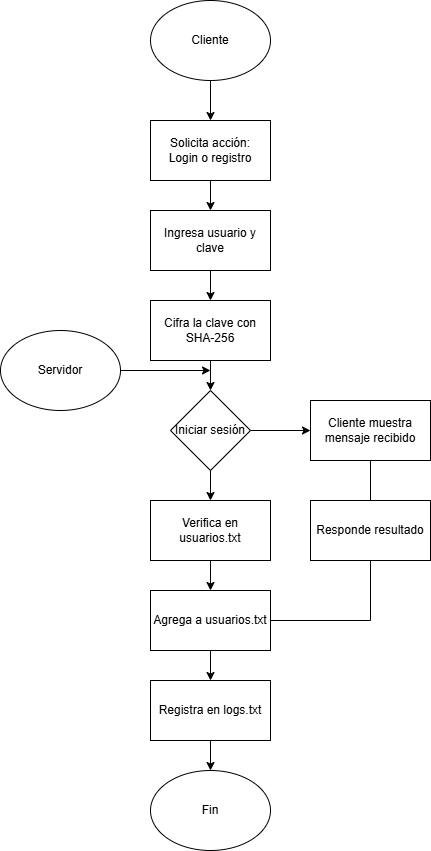 Cliente
Solicita acción:
Login o registro
Ingresa usuario y
clave
Cifra la clave con
SHA-256
Servidor
Iniciar sesión
Cliente muestra
mensaje recibido
Verifica en
usuarios.txt
Responde resultado
Agrega a usuarios.txt
Registra en logs.txt
Fin